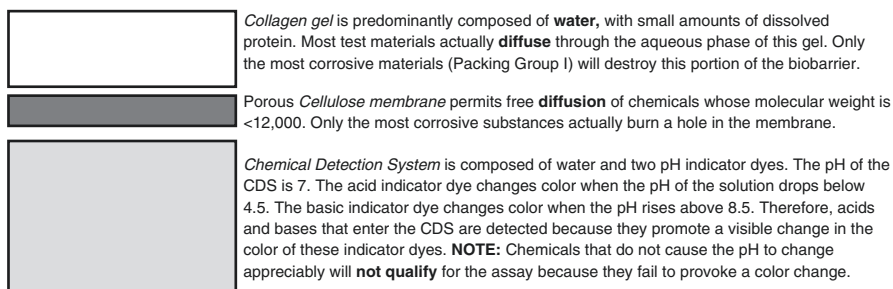 Collagen gel is predominantly composed of water, with small amounts of dissolved
protein. Most test materials actually diffuse through the aqueous phase of this gel. Only
the most corrosive materials (Packing Group I) will destroy this portion of the biobarrier.
Porous Cellulose membrane permits free diffusion of chemicals whose molecular weight is
<12,000. Only the most corrosive substances actually burn a hole in the membrane.
Chemical Detection System is composed of water and two pH indicator dyes. The pH of the
CDS is 7. The acid indicator dye changes color when the pH of the solution drops below
4.5. The basic indicator dye changes color when the pH rises above 8.5. Therefore, acids
and bases that enter the CDS are detected because they promote a visible change in the
color of these indicator dyes. NOTE: Chemicals that do not cause the pH to change
appreciably will not qualify for the assay because they fail to provoke a color change.